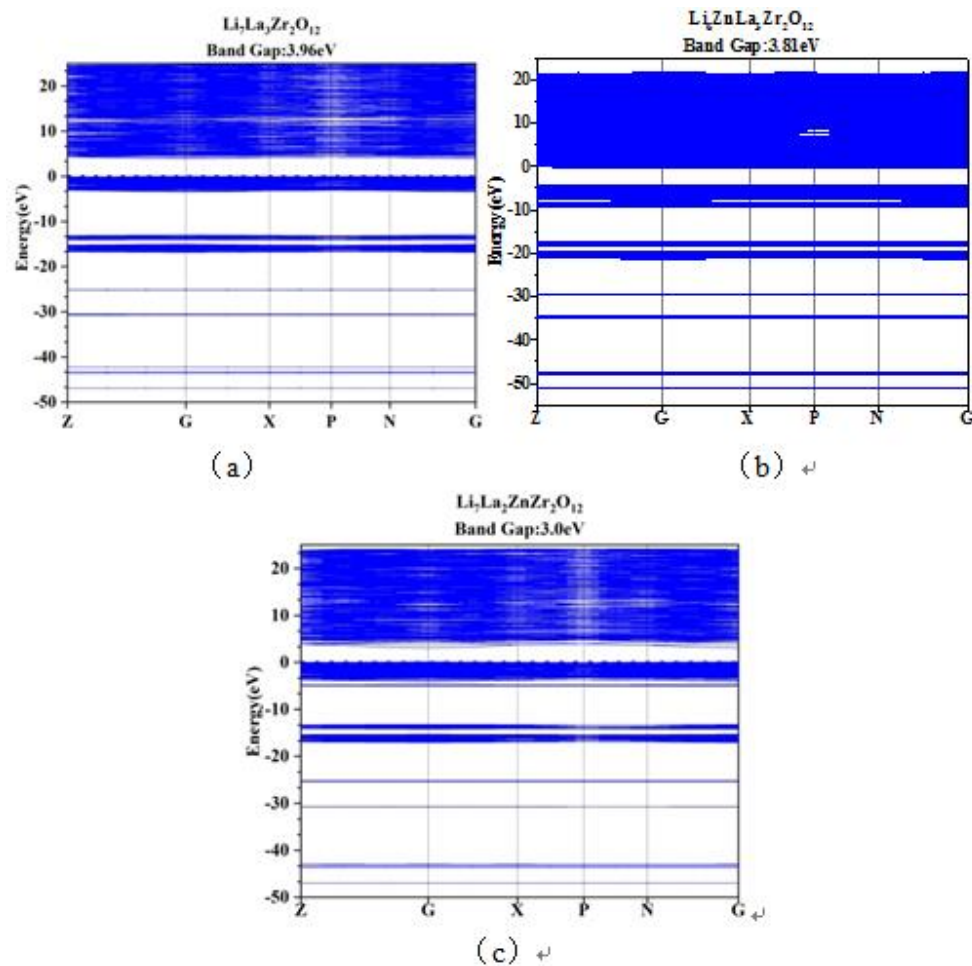 Li₇La₃Zr₂O₁₂
Band Gap:3.96eV
Energy(eV)
20
10
0
-10
-20
-30
-40
-50
Z G X P N G
(a)
Band Gap:3.81eV
Energy(eV)
20
10
0
-10
-20
-30
-40
-50
Z G X P N G
(b) ↵
Li₇La₂ZnZr₂O₁₂
Band Gap:3.0eV
Energy(eV)
20
10
0
-10
-20
-30
-40
-50
Z G X P N G ↵
(c) ↵